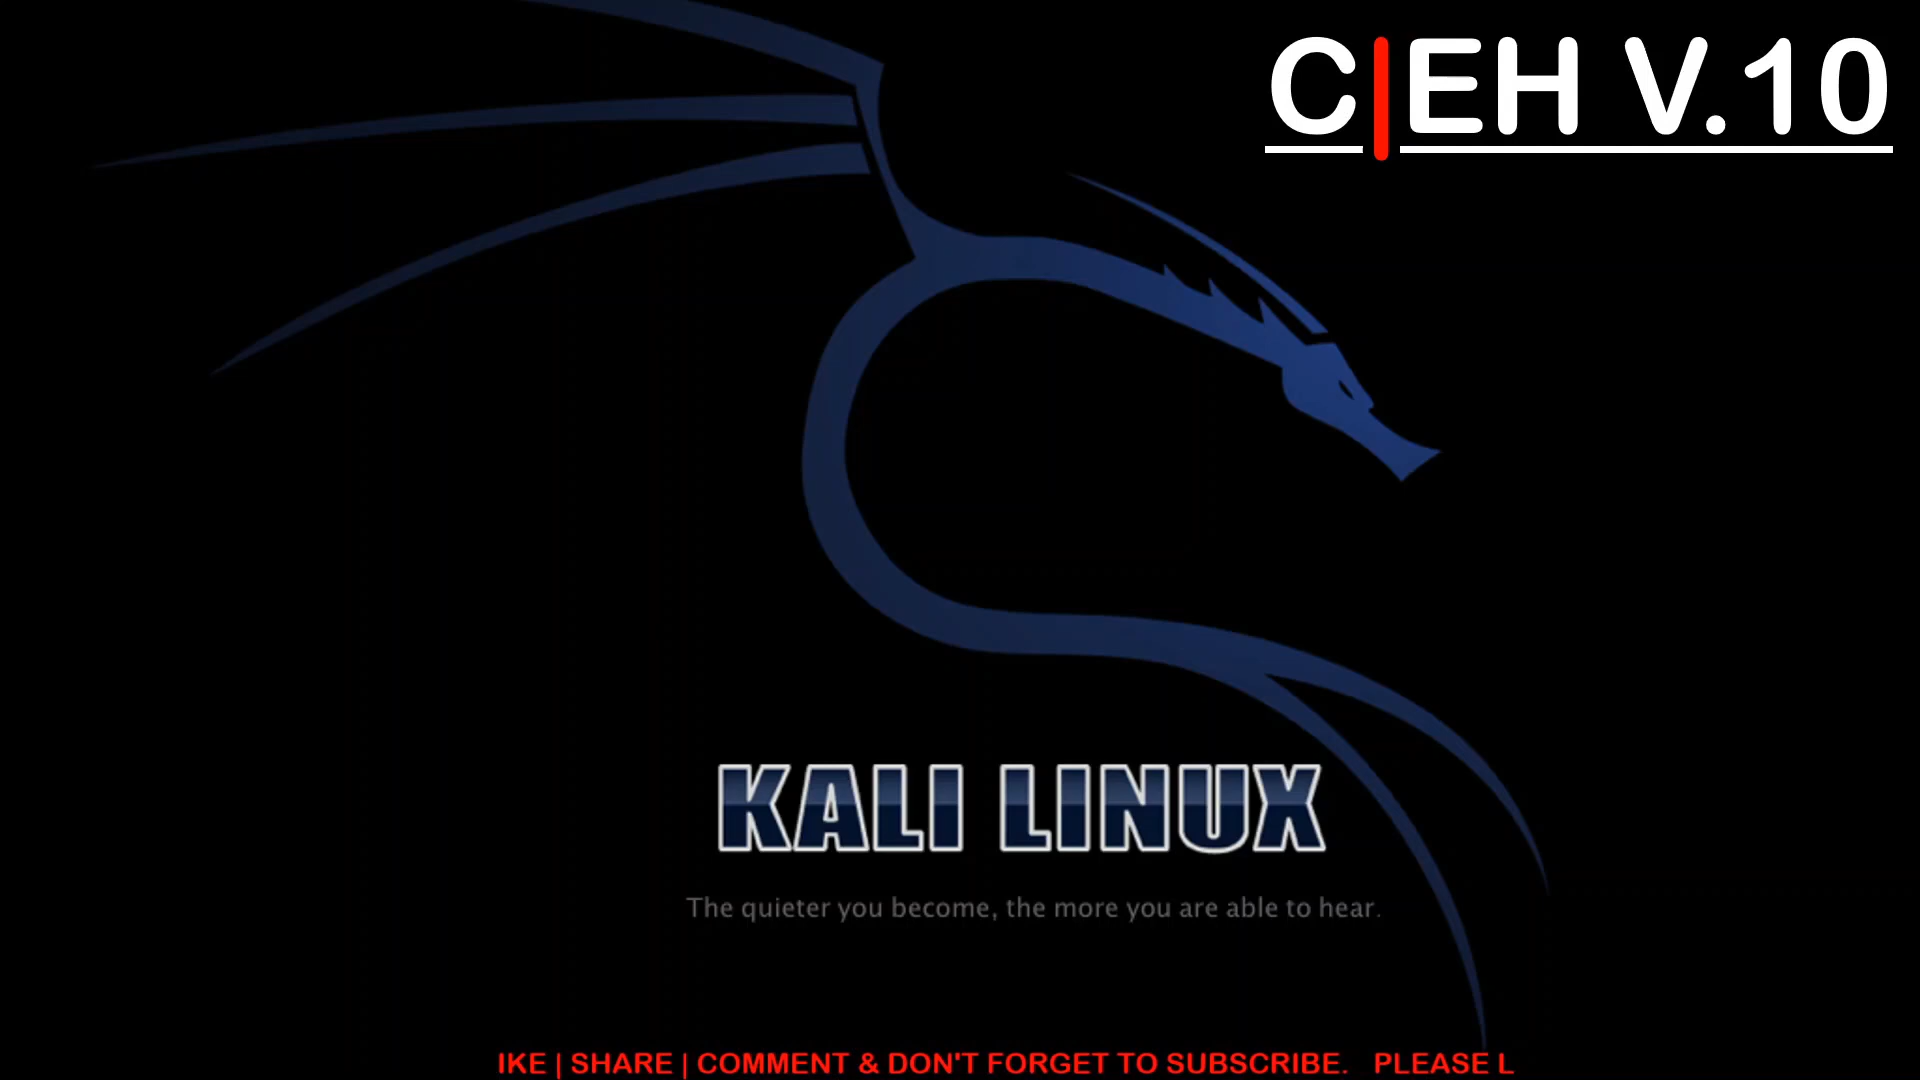 C|EH V.10
KALI LINUX
The quieter you become, the more you are able to hear.
IKE | SHARE | COMMENT & DON'T FORGET TO SUBSCRIBE. PLEASE L